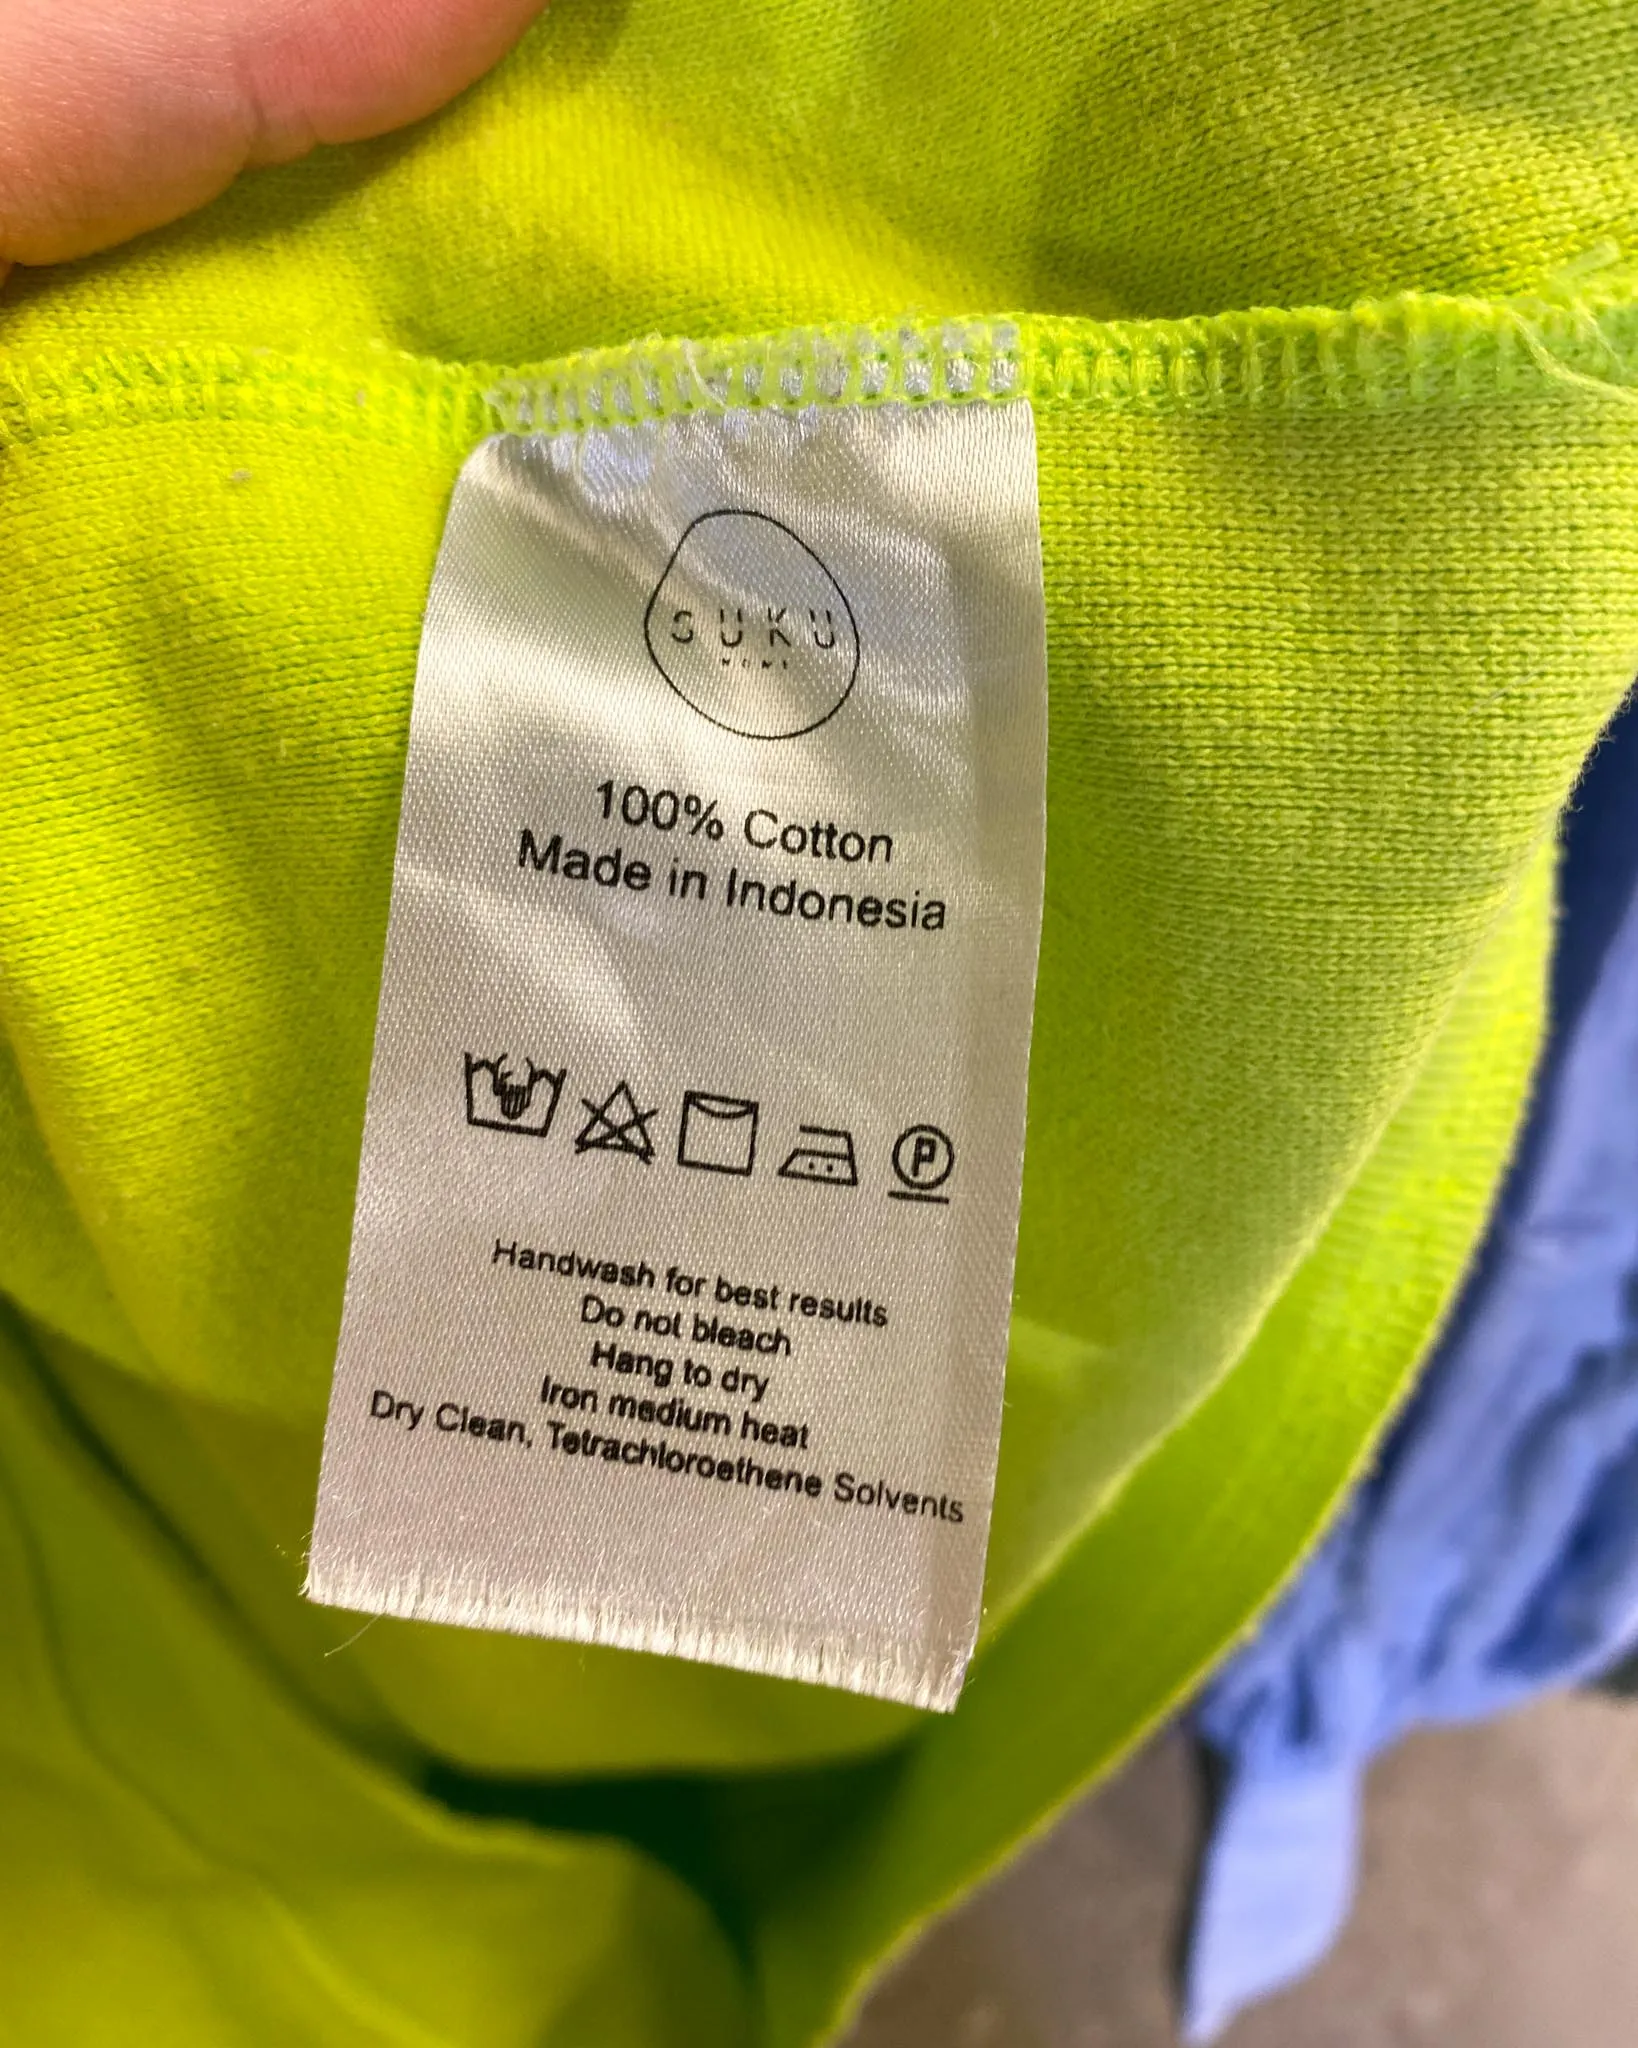 SUKU
HOME
100% Cotton
Made in Indonesia
P
Handwash for best results
Do not bleach
Hang to dry
Iron medium heat
Dry Clean, Tetrachloroethene Solvents